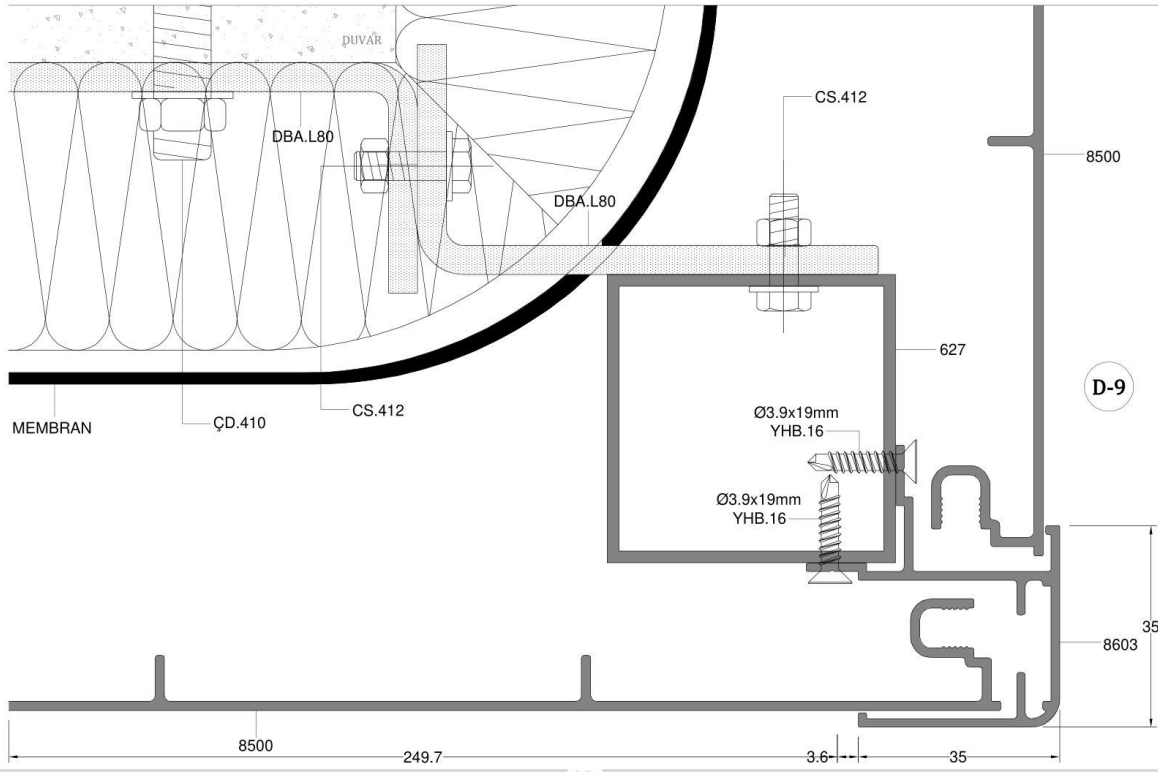 DUVAR
CS.412
DBA.L80
8500
DBA.L80
627
D-9
CS.412
MEMBRAN
ÇD.410
Ø3.9x19mm
YHB.16
Ø3.9x19mm
YHB.16
35
8603
8500
249.7
3.6
35